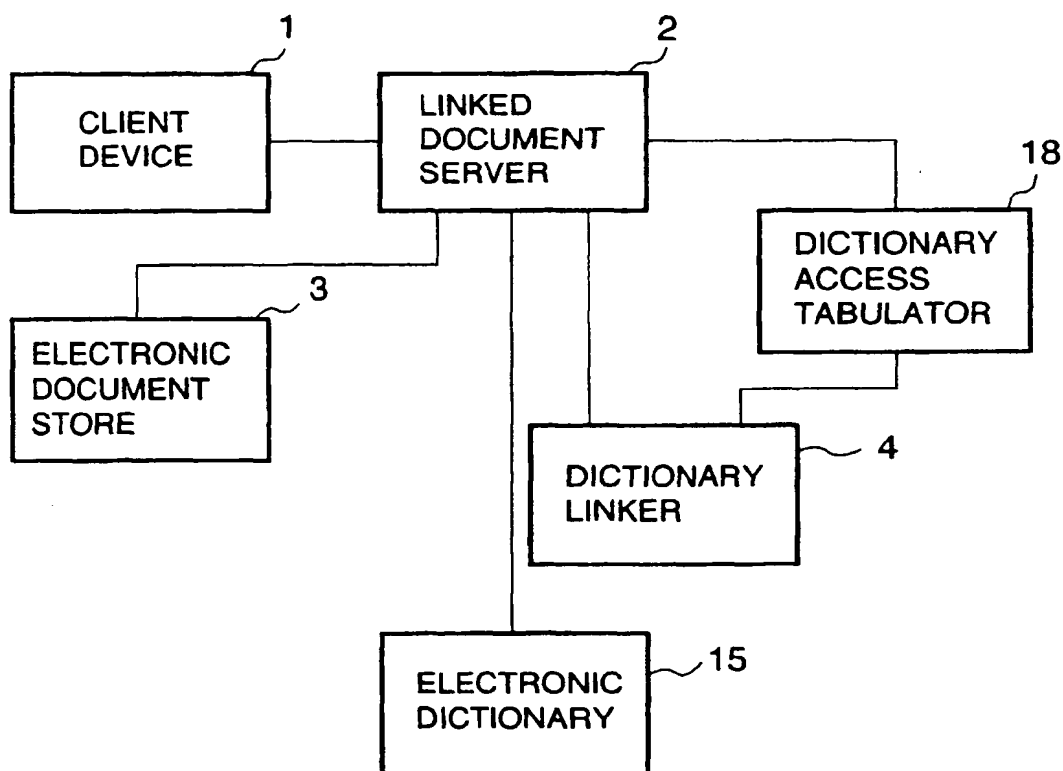 1
CLIENT
DEVICE
2
LINKED
DOCUMENT
SERVER
18
DICTIONARY
ACCESS
TABULATOR
3
ELECTRONIC
DOCUMENT
STORE
4
DICTIONARY
LINKER
15
ELECTRONIC
DICTIONARY